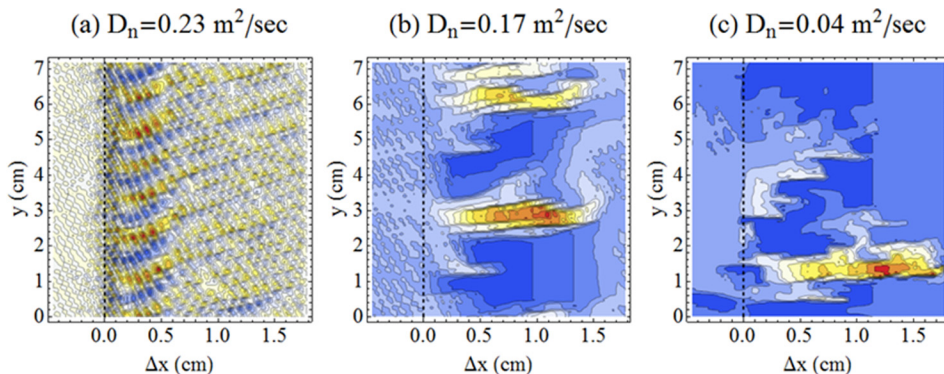 (a) Dₙ=0.23 m²/sec (b) Dₙ=0.17 m²/sec (c) Dₙ=0.04 m²/sec
y (cm) y (cm) y (cm)
7 7 7
6 6 6
5 5 5
4 4 4
3 3 3
2 2 2
1 1 1
0 0 0
0.0 0.5 1.0 1.5 0.0 0.5 1.0 1.5 0.0 0.5 1.0 1.5
Δx (cm) Δx (cm) Δx (cm)